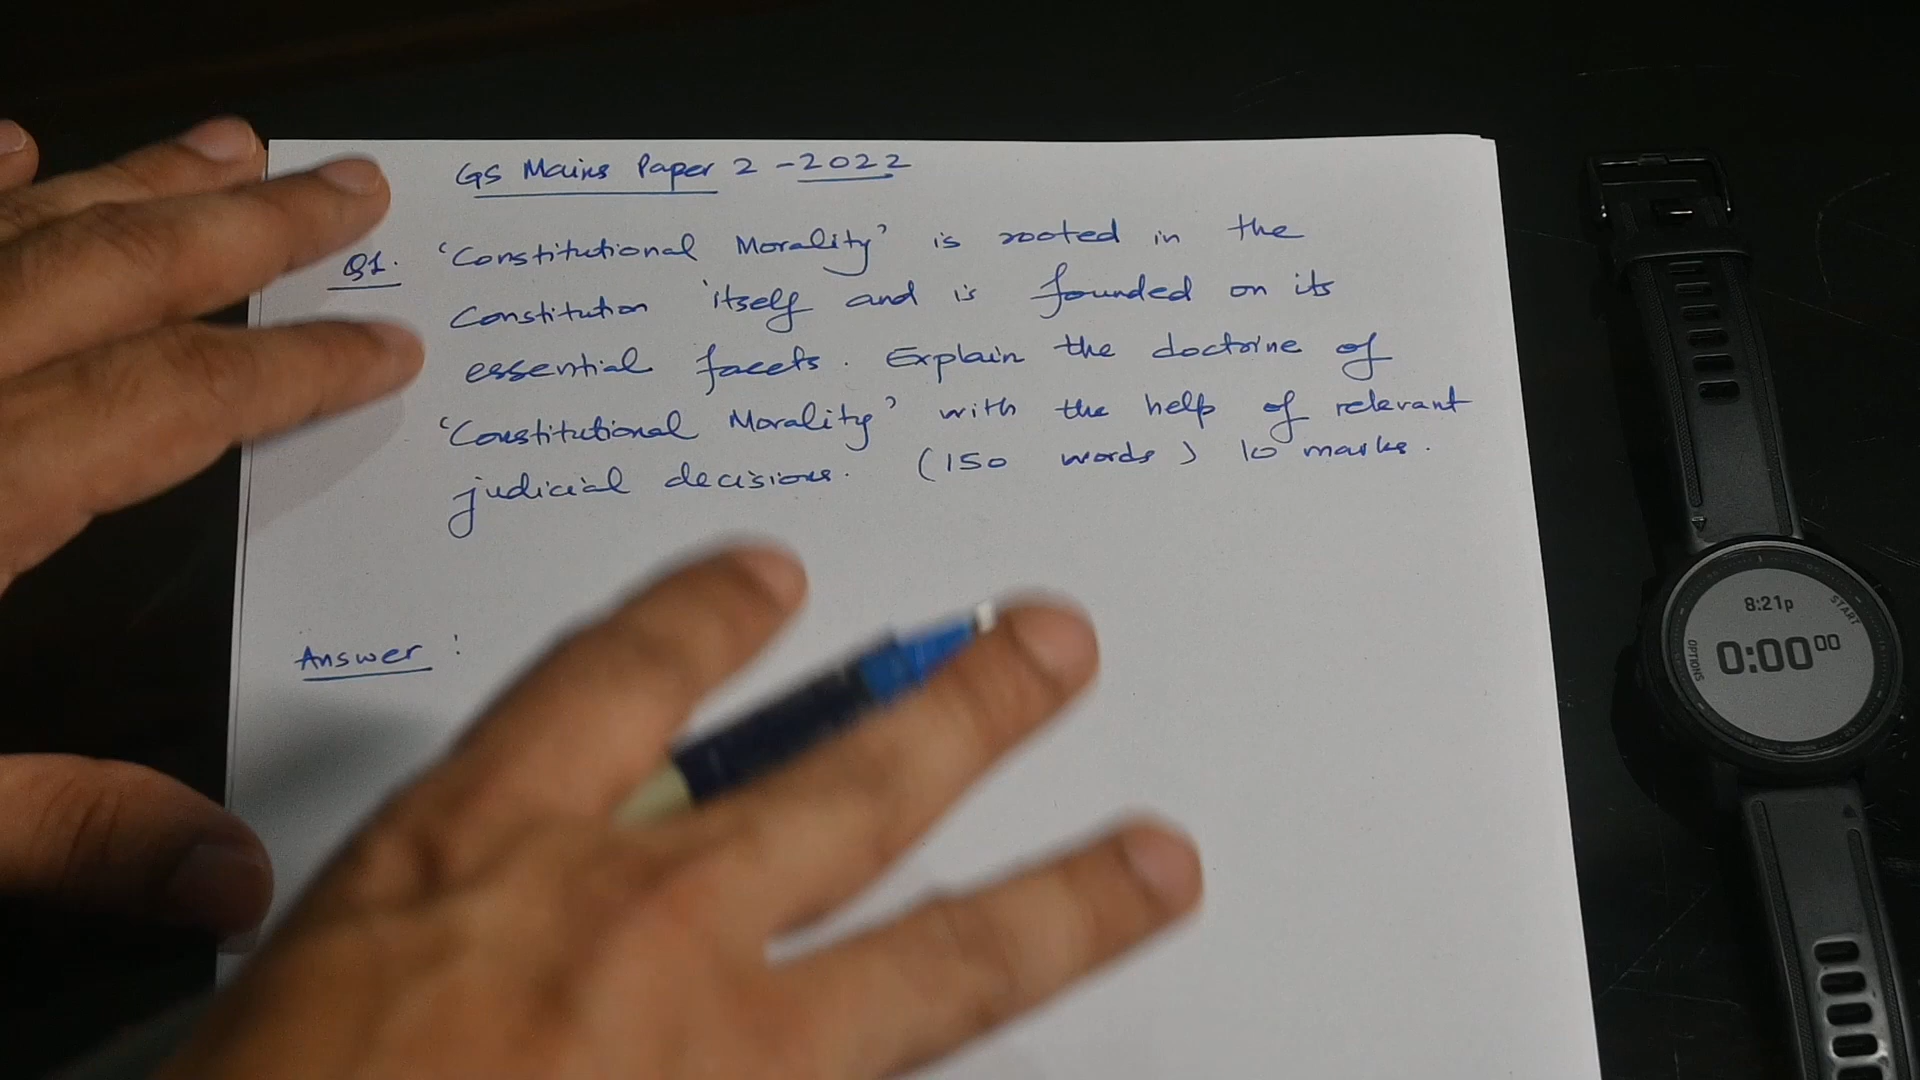 GS Mains Paper 2 - 2022
Q1. 'Constitutional Morality' is rooted in the
Constitution itself and is founded on its
essential facets. Explain the doctrine of
'Constitutional Morality' with the help of relevant
judicial decisions. (150 words) 10 marks.
Answer :
8:21p
START
0:00 00
OPTIONS